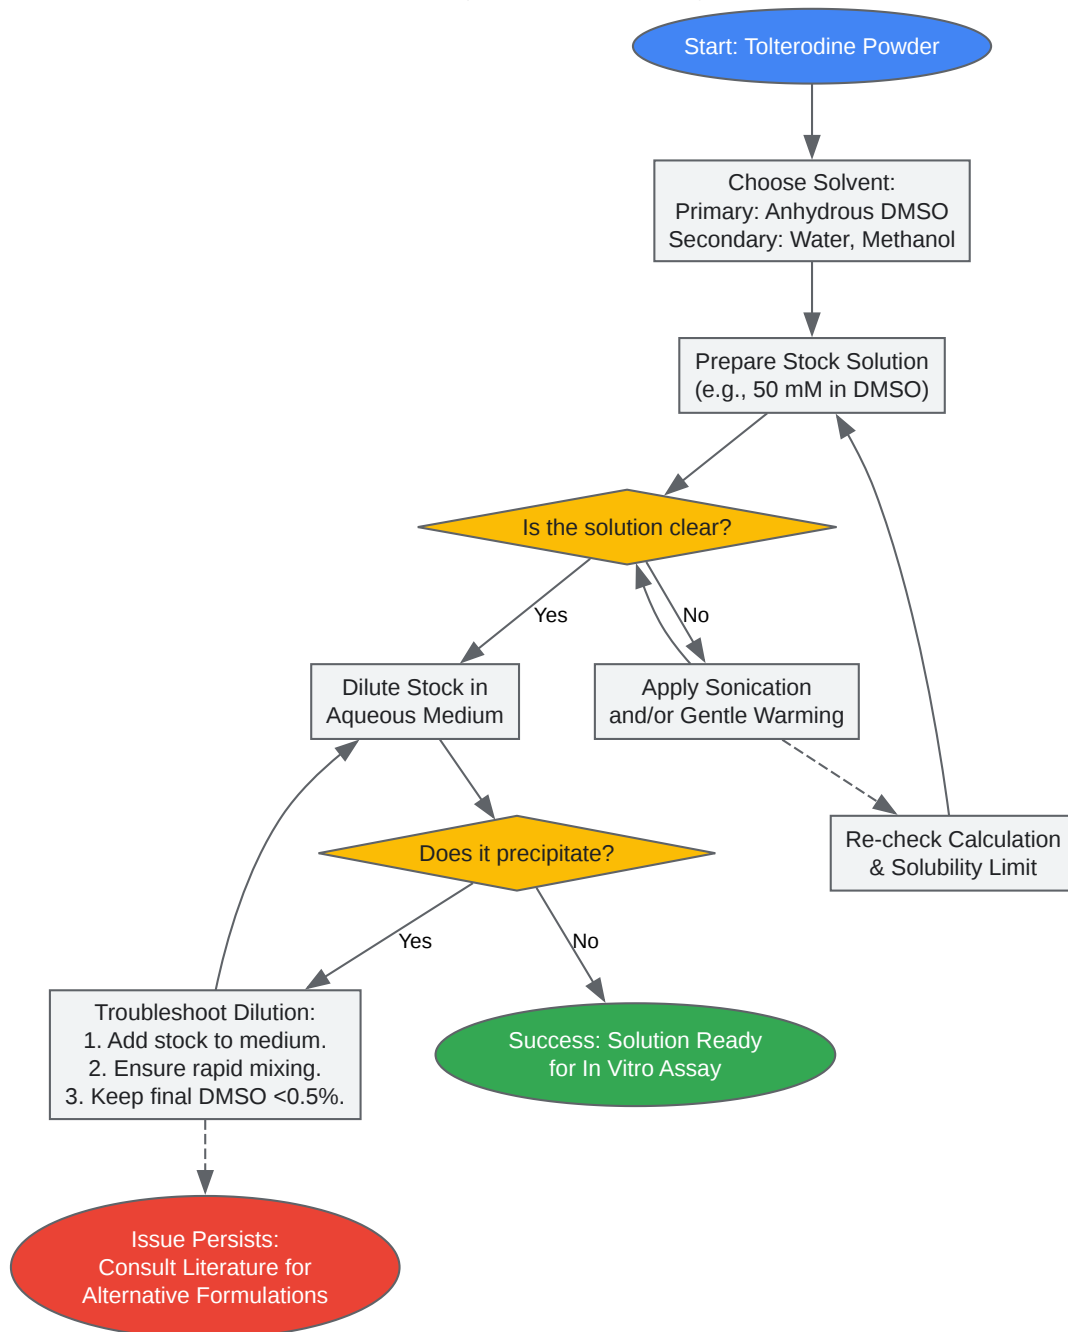 Start: Tolterodine Powder
Choose Solvent:
Primary: Anhydrous DMSO
Secondary: Water, Methanol
Prepare Stock Solution
(e.g., 50 mM in DMSO)
Is the solution clear?
Yes
No
Dilute Stock in
Aqueous Medium
Apply Sonication
and/or Gentle Warming
Re-check Calculation
& Solubility Limit
Does it precipitate?
Yes
No
Troubleshoot Dilution:
1. Add stock to medium.
2. Ensure rapid mixing.
3. Keep final DMSO <0.5%.
Success: Solution Ready
for In Vitro Assay
Issue Persists:
Consult Literature for
Alternative Formulations